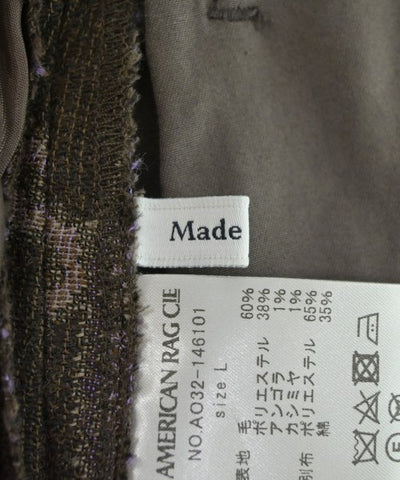 Made
AMERICAN RAG CIE
NO.AO32-146101
size L
表地 毛 60%
ポリエステル 38%
アンゴラ 1%
カシミヤ 1%
別布 ポリエステル 65%
綿 35%